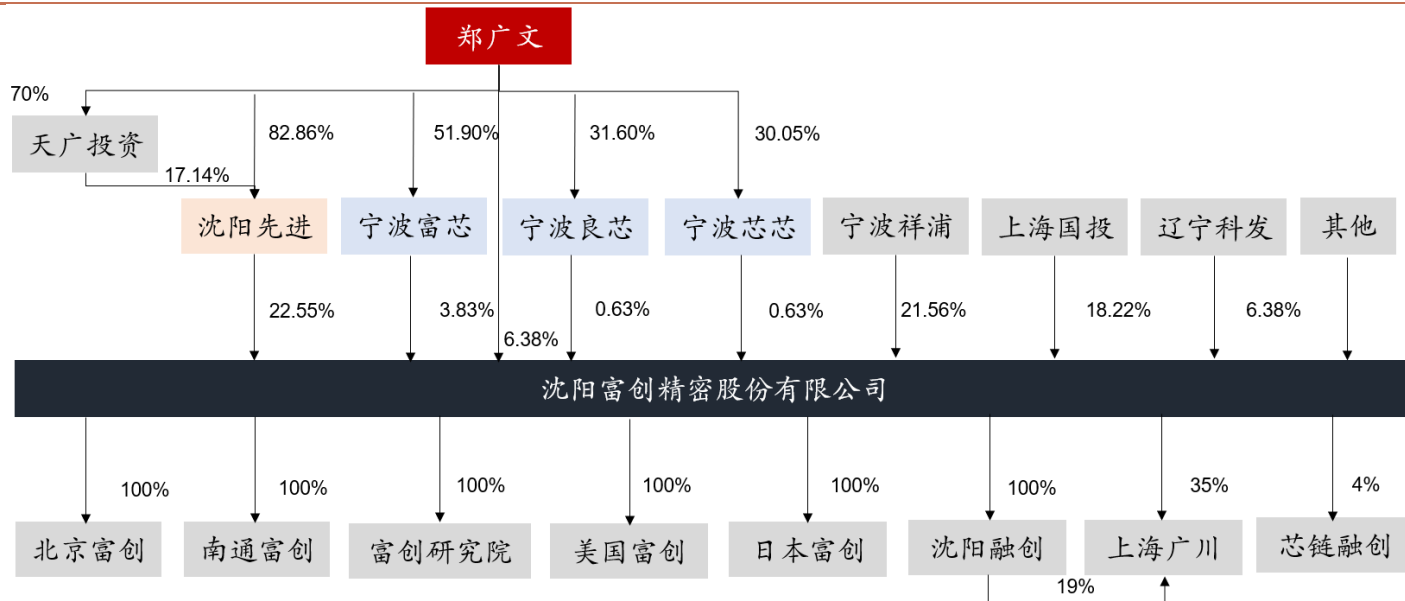 郑广文
70%
天广投资
82.86%
51.90%
31.60%
30.05%
17.14%
沈阳先进
宁波富芯
宁波良芯
宁波芯芯
宁波祥浦
上海国投
辽宁科发
其他
22.55%
3.83%
6.38%
0.63%
0.63%
21.56%
18.22%
6.38%
沈阳富创精密股份有限公司
100%
100%
100%
100%
100%
100%
35%
4%
北京富创
南通富创
富创研究院
美国富创
日本富创
沈阳融创
上海广川
芯链融创
19%